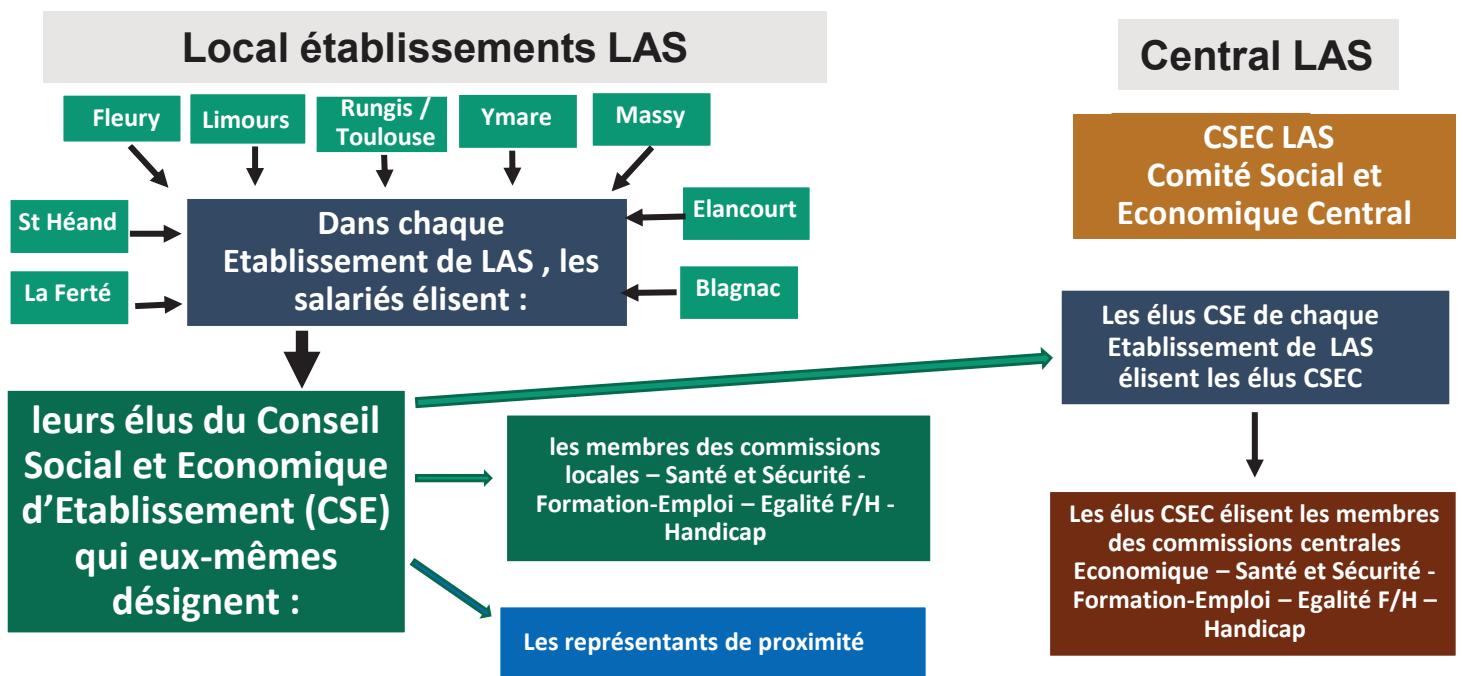 Local établissements LAS
Central LAS
Fleury
Limours
Rungis /
Toulouse
Ymare
Massy
St Héand
La Ferté
Elancourt
Blagnac
Dans chaque
Etablissement de LAS , les
salariés élisent :
leurs élus du Conseil
Social et Economique
d’Etablissement (CSE)
qui eux-mêmes
désignent :
les membres des commissions
locales – Santé et Sécurité -
Formation-Emploi – Egalité F/H -
Handicap
Les représentants de proximité
CSEC LAS
Comité Social et
Economique Central
Les élus CSE de chaque
Etablissement de LAS
élisent les élus CSEC
Les élus CSEC élisent les membres
des commissions centrales
Economique – Santé et Sécurité -
Formation-Emploi – Egalité F/H –
Handicap